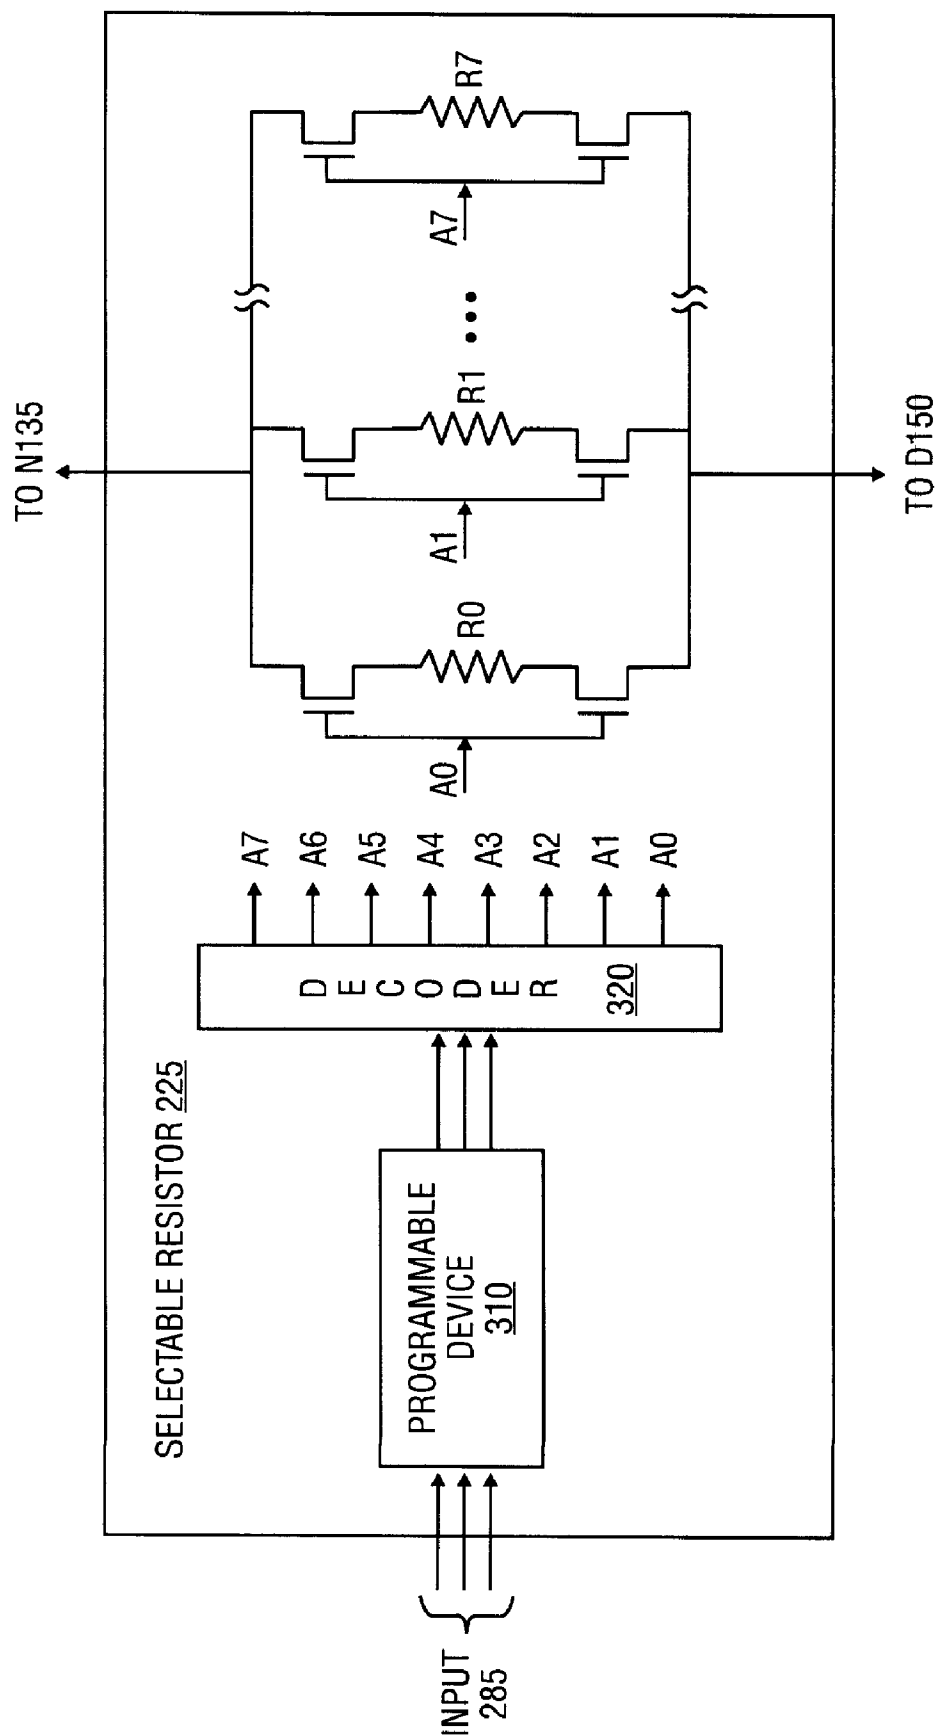 SELECTABLE RESISTOR 225
INPUT
285
PROGRAMMABLE
DEVICE
310
DECODER
320
A7
A6
A5
A4
A3
A2
A1
A0
TO N135
A0
R0
A1
R1
A7
R7
TO D150